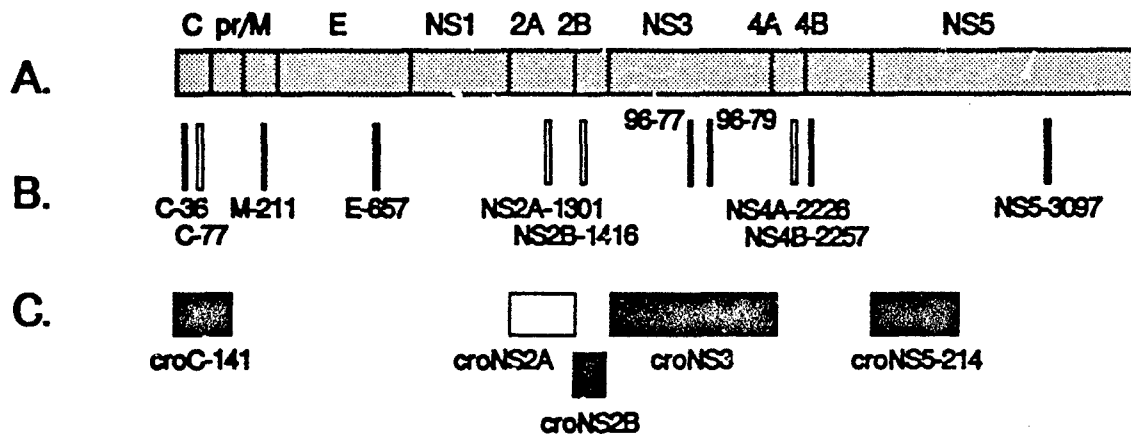 C pr/M E NS1 2A 2B NS3 4A 4B NS5
A.
96-77 96-79
B.
C-36 M-211 E-657 NS2A-1301 NS4A-2226 NS5-3097
C-77 NS2B-1416 NS4B-2257
C.
croC-141 croNS2A croNS3 croNS5-214
croNS2B